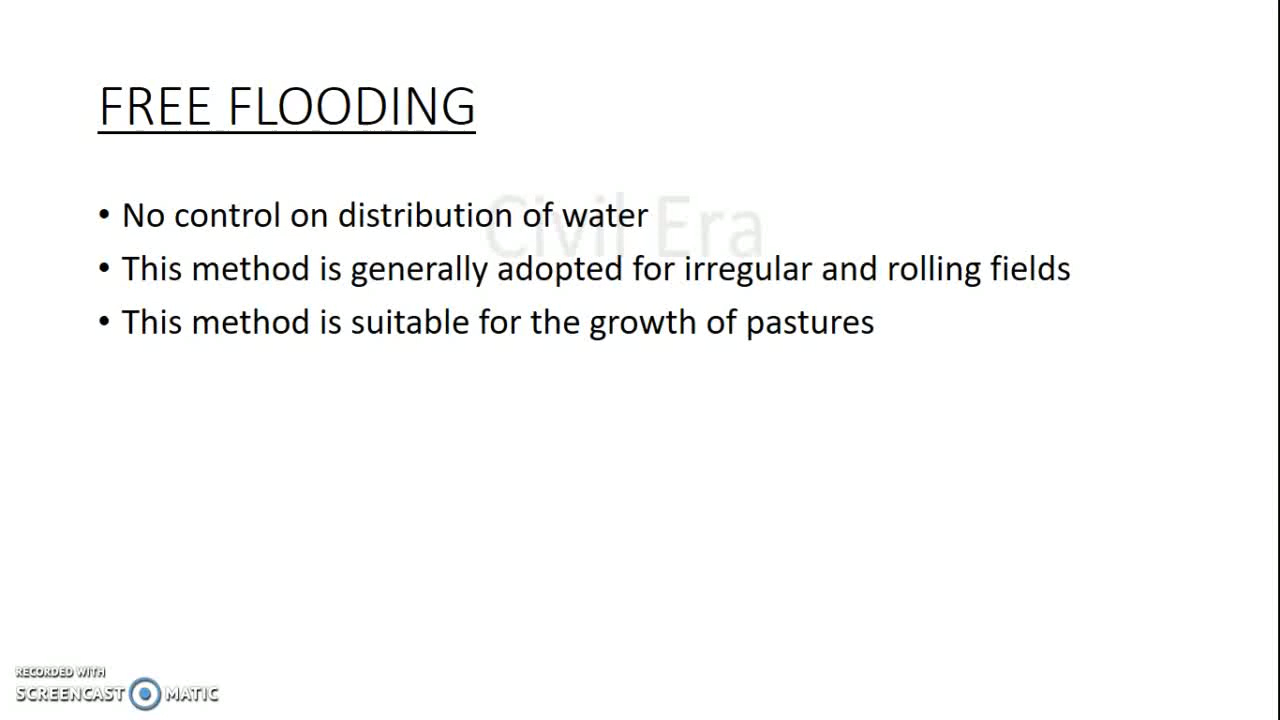 FREE FLOODING
Civil Era
• No control on distribution of water
• This method is generally adopted for irregular and rolling fields
• This method is suitable for the growth of pastures
RECORDED WITH
SCREENCAST MATIC